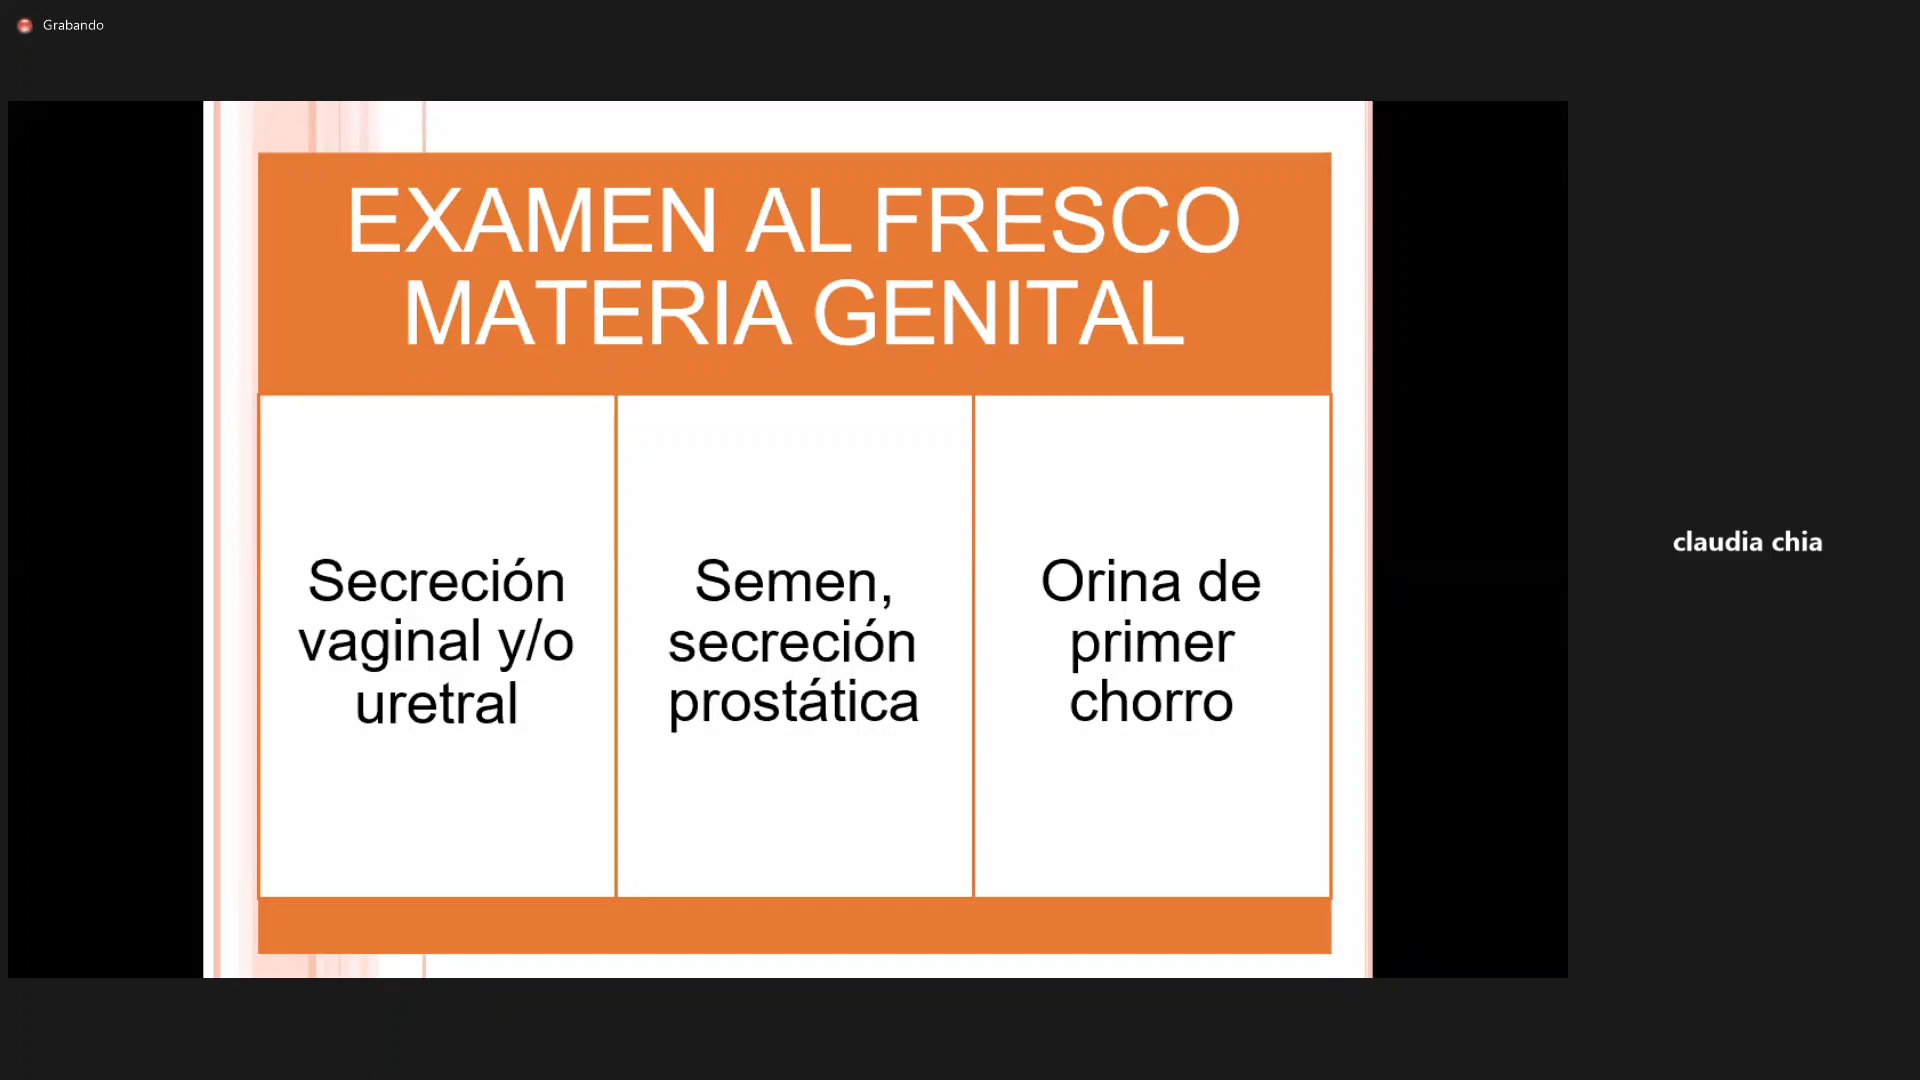 Grabando
EXAMEN AL FRESCO
MATERIA GENITAL
Secreción
vaginal y/o
uretral
Semen,
secreción
prostática
Orina de
primer
chorro
claudia chia